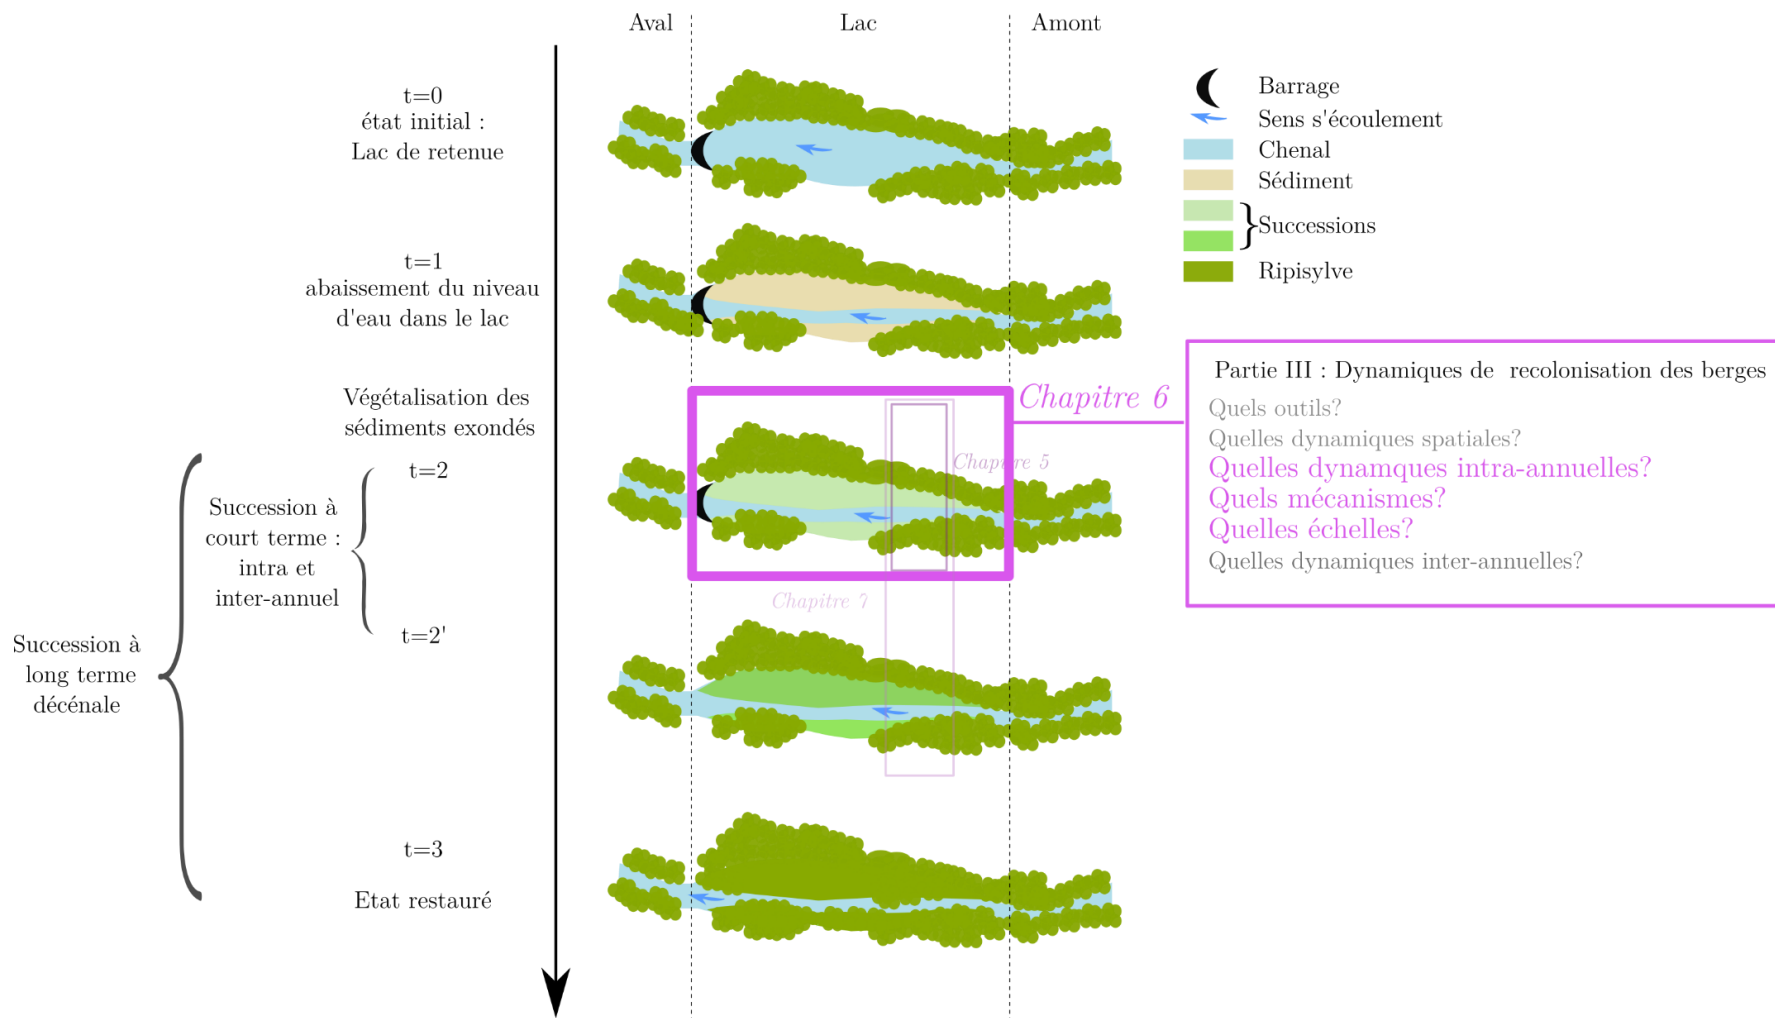 Aval
Lac
Amont
t=0
état initial :
Lac de retenue
Barrage
Sens s'écoulement
Chenal
Sédiment
Successions
Ripisylve
t=1
abaissement du niveau
d'eau dans le lac
Végétalisation des
sédiments exondés
t=2
Succession à
court terme :
intra et
inter-annuel
t=2'
Succession à
long terme
décénale
t=3
Etat restauré
Chapitre 6
Chapitre 5
Chapitre 7
Partie III : Dynamiques de recolonisation des berges
Quels outils?
Quelles dynamiques spatiales?
Quelles dynamques intra-annuelles?
Quels mécanismes?
Quelles échelles?
Quelles dynamiques inter-annuelles?